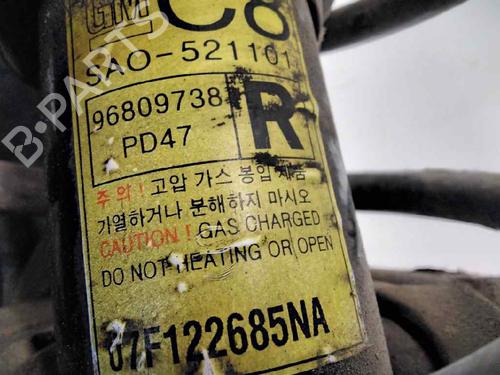 GM C8
SAO-521101
96809738
PD47
R
주 의 ! 고압 가스 봉입 제품
가열하거나 분해하지 마시오
CAUTION ! GAS CHARGED
DO NOT HEATING OR OPEN
07F122685NA
B-PARTS